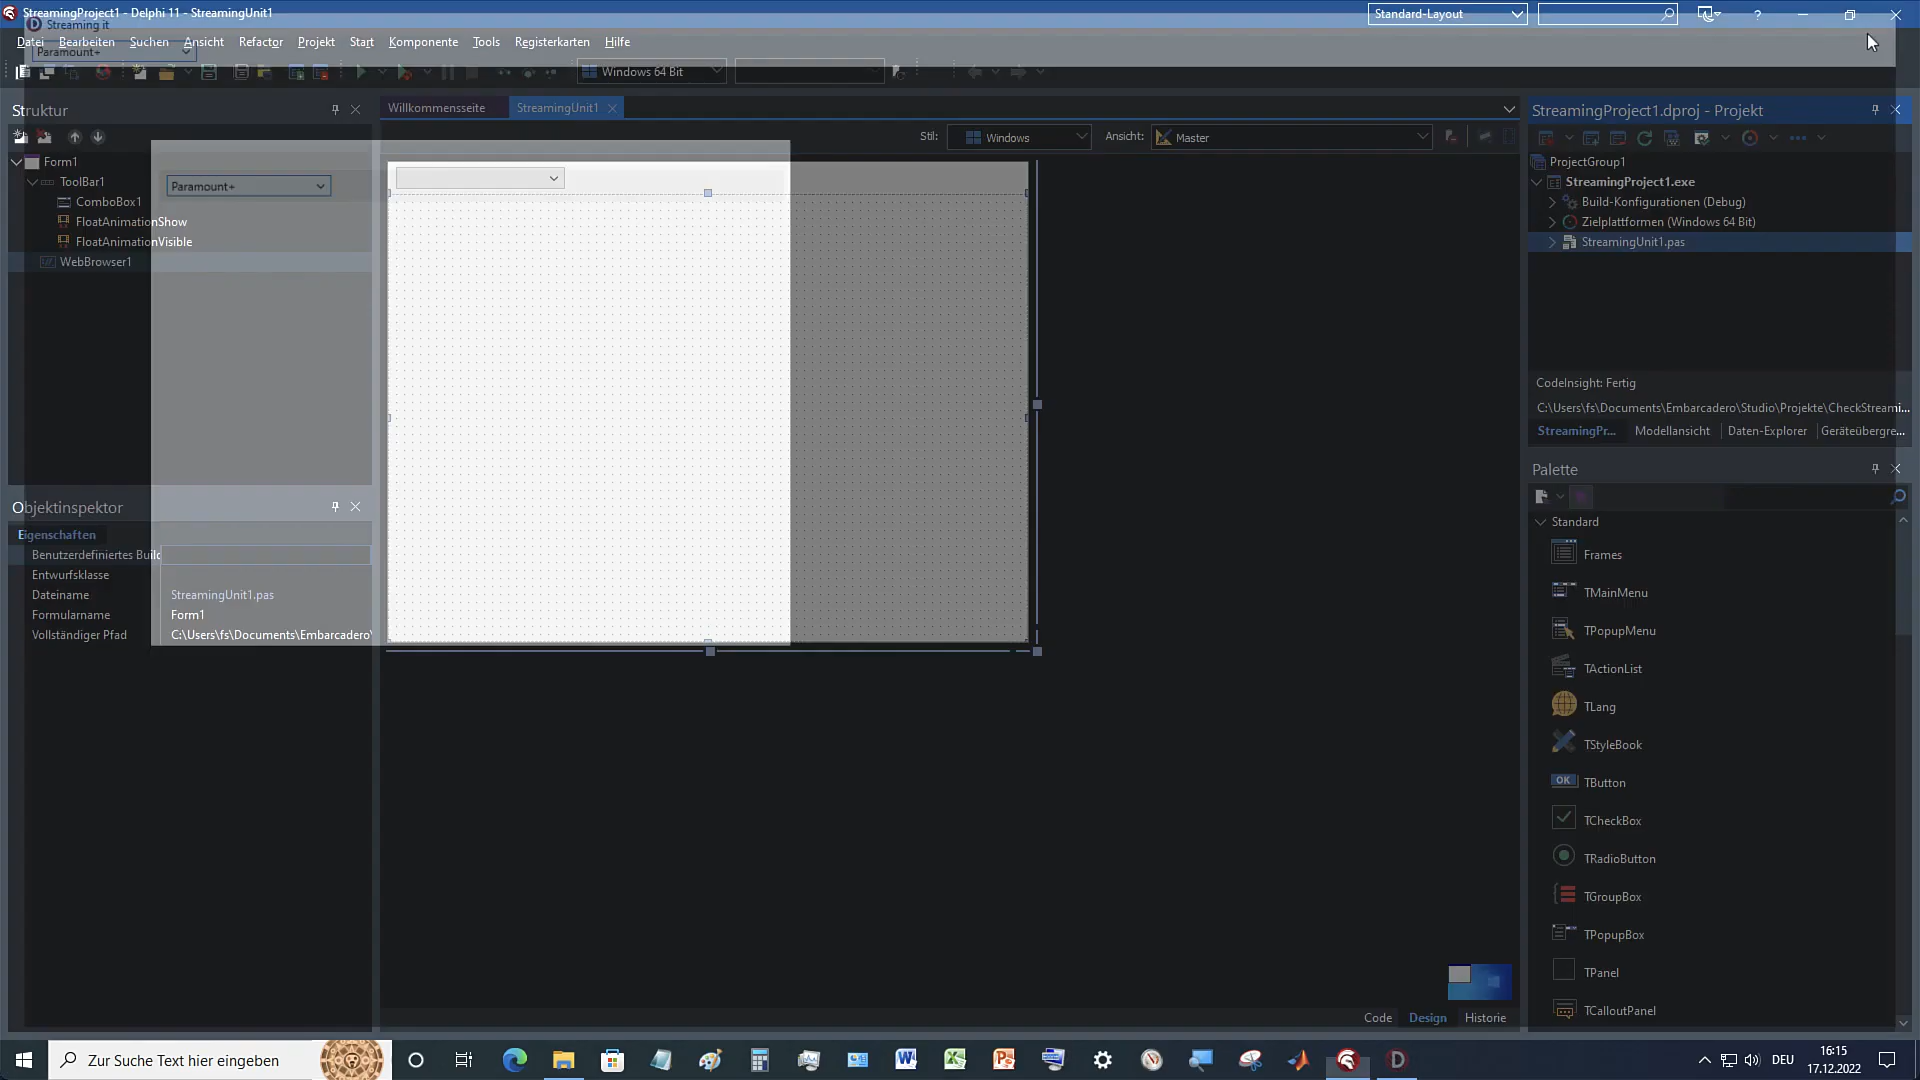 StreamingProject1 - Delphi 11 - StreamingUnit1
Standard-Layout
Streaming it
Datei Bearbeiten Suchen Ansicht Refactor Projekt Start Komponente Tools Registerkarten Hilfe
Paramount+
Windows 64 Bit
Struktur
Willkommensseite
StreamingUnit1
StreamingProject1.dproj - Projekt
Stil:
Windows
Ansicht:
Master
Form1
ToolBar1
ComboBox1
FloatAnimationShow
FloatAnimationVisible
WebBrowser1
Paramount+
ProjectGroup1
StreamingProject1.exe
Build-Konfigurationen (Debug)
Zielplattformen (Windows 64 Bit)
StreamingUnit1.pas
CodeInsight: Fertig
C:\Users\fs\Documents\Embarcadero\Studio\Projekte\CheckStreami...
StreamingPr...
Modellansicht
Daten-Explorer
Geräteübergre...
Objektinspektor
Eigenschaften
Benutzerdefiniertes Build
Entwurfsklasse
Dateiname
StreamingUnit1.pas
Formularname
Form1
Vollständiger Pfad
C:\Users\fs\Documents\Embarcadero\
Palette
Standard
Frames
TMainMenu
TPopupMenu
TActionList
TLang
TStyleBook
OK
TButton
TCheckBox
TRadioButton
TGroupBox
TPopupBox
TPanel
TCalloutPanel
Code
Design
Historie
Zur Suche Text hier eingeben
DEU
16:15
17.12.2022